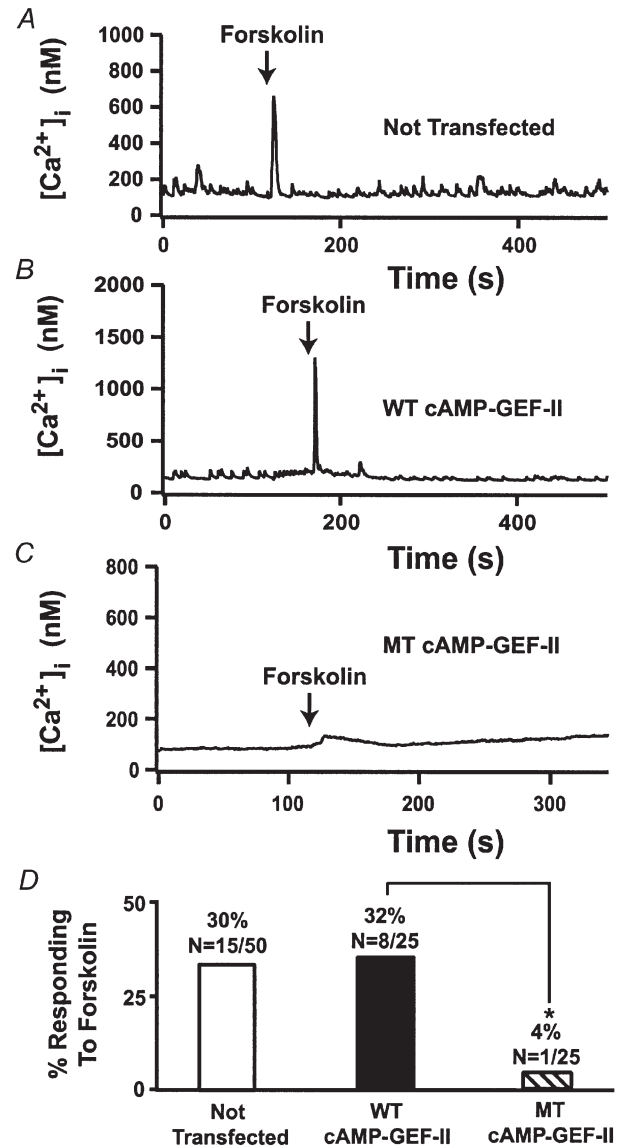 A
[Ca2+]i (nM)
1000
800
600
400
200
0
Forskolin
Not Transfected
0 200 400
Time (s)
B
[Ca2+]i (nM)
2000
1500
1000
500
0
Forskolin
WT cAMP-GEF-II
0 200 400
Time (s)
C
[Ca2+]i (nM)
800
600
400
200
0
Forskolin
MT cAMP-GEF-II
0 100 200 300
Time (s)
D
% Responding
To Forskolin
50
25
0
30%
N=15/50
32%
N=8/25
*
4%
N=1/25
Not
Transfected
WT
cAMP-GEF-II
MT
cAMP-GEF-II